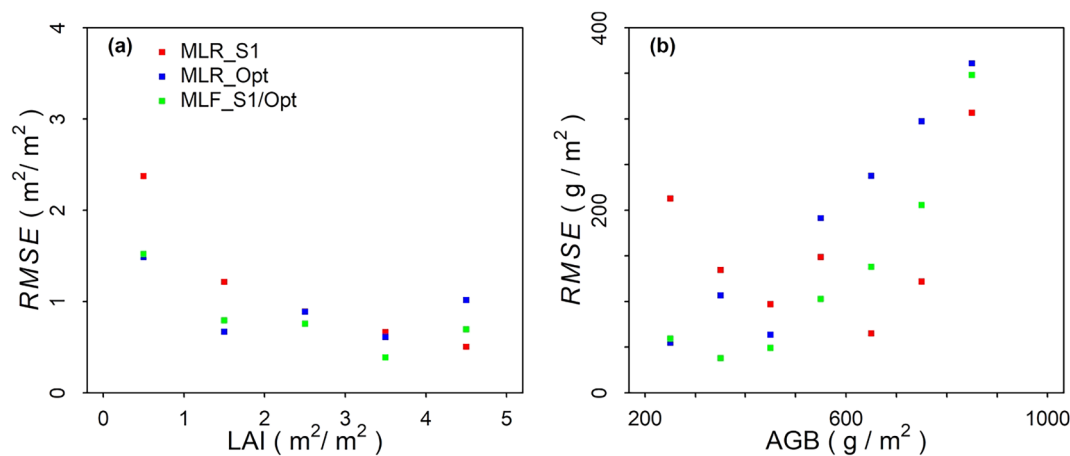 (a)
MLR_S1
MLR_Opt
MLF_S1/Opt
RMSE ( m²/ m²)
4
3
2
1
0
0 1 2 3 4 5
LAI ( m²/ m²)
(b)
RMSE ( g / m²)
400
200
0
200 600 1000
AGB ( g / m²)